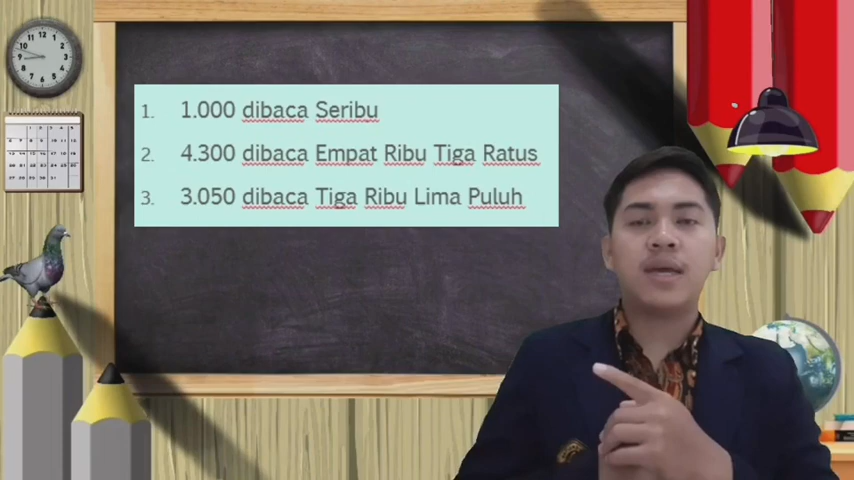 1. 1.000 dibaca Seribu
2. 4.300 dibaca Empat Ribu Tiga Ratus
3. 3.050 dibaca Tiga Ribu Lima Puluh